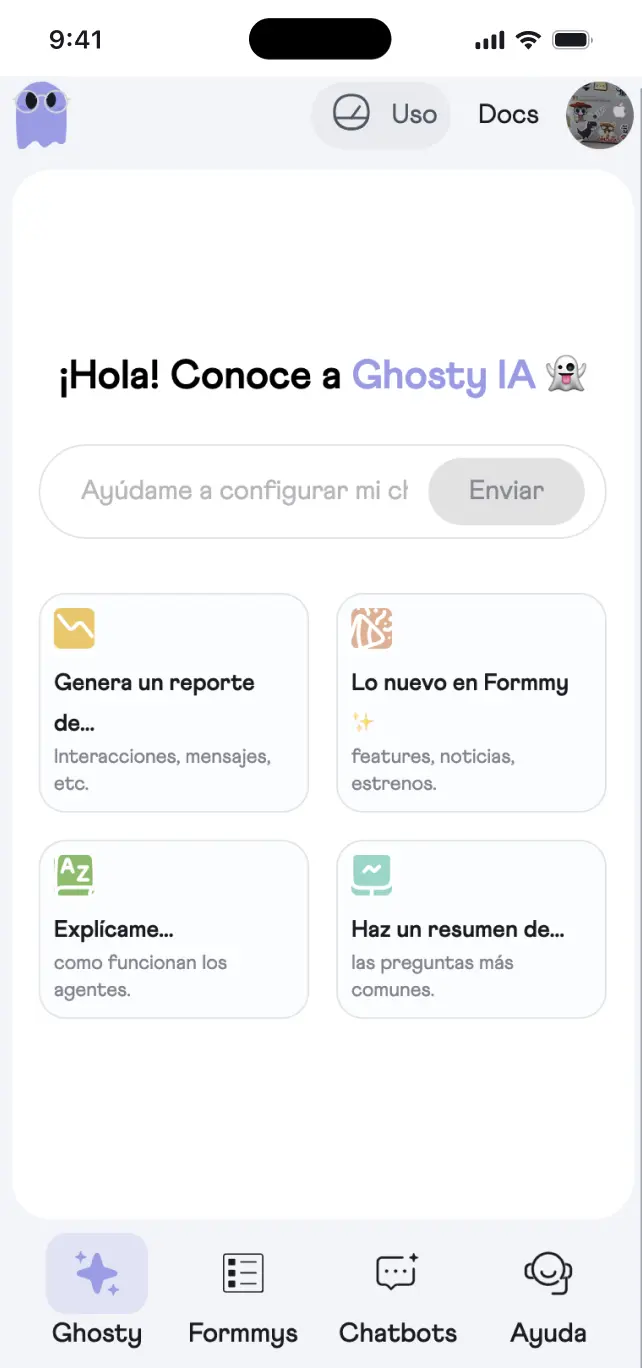 9:41
Uso
Docs
¡Hola! Conoce a Ghosty IA 👻
Ayúdame a configurar mi ch
Enviar
Genera un reporte
de...
Interacciones, mensajes,
etc.
Lo nuevo en Formmy
✨
features, noticias,
estrenos.
AZ
Explícame...
como funcionan los
agentes.
Haz un resumen de...
las preguntas más
comunes.
Ghosty
Formmys
Chatbots
Ayuda